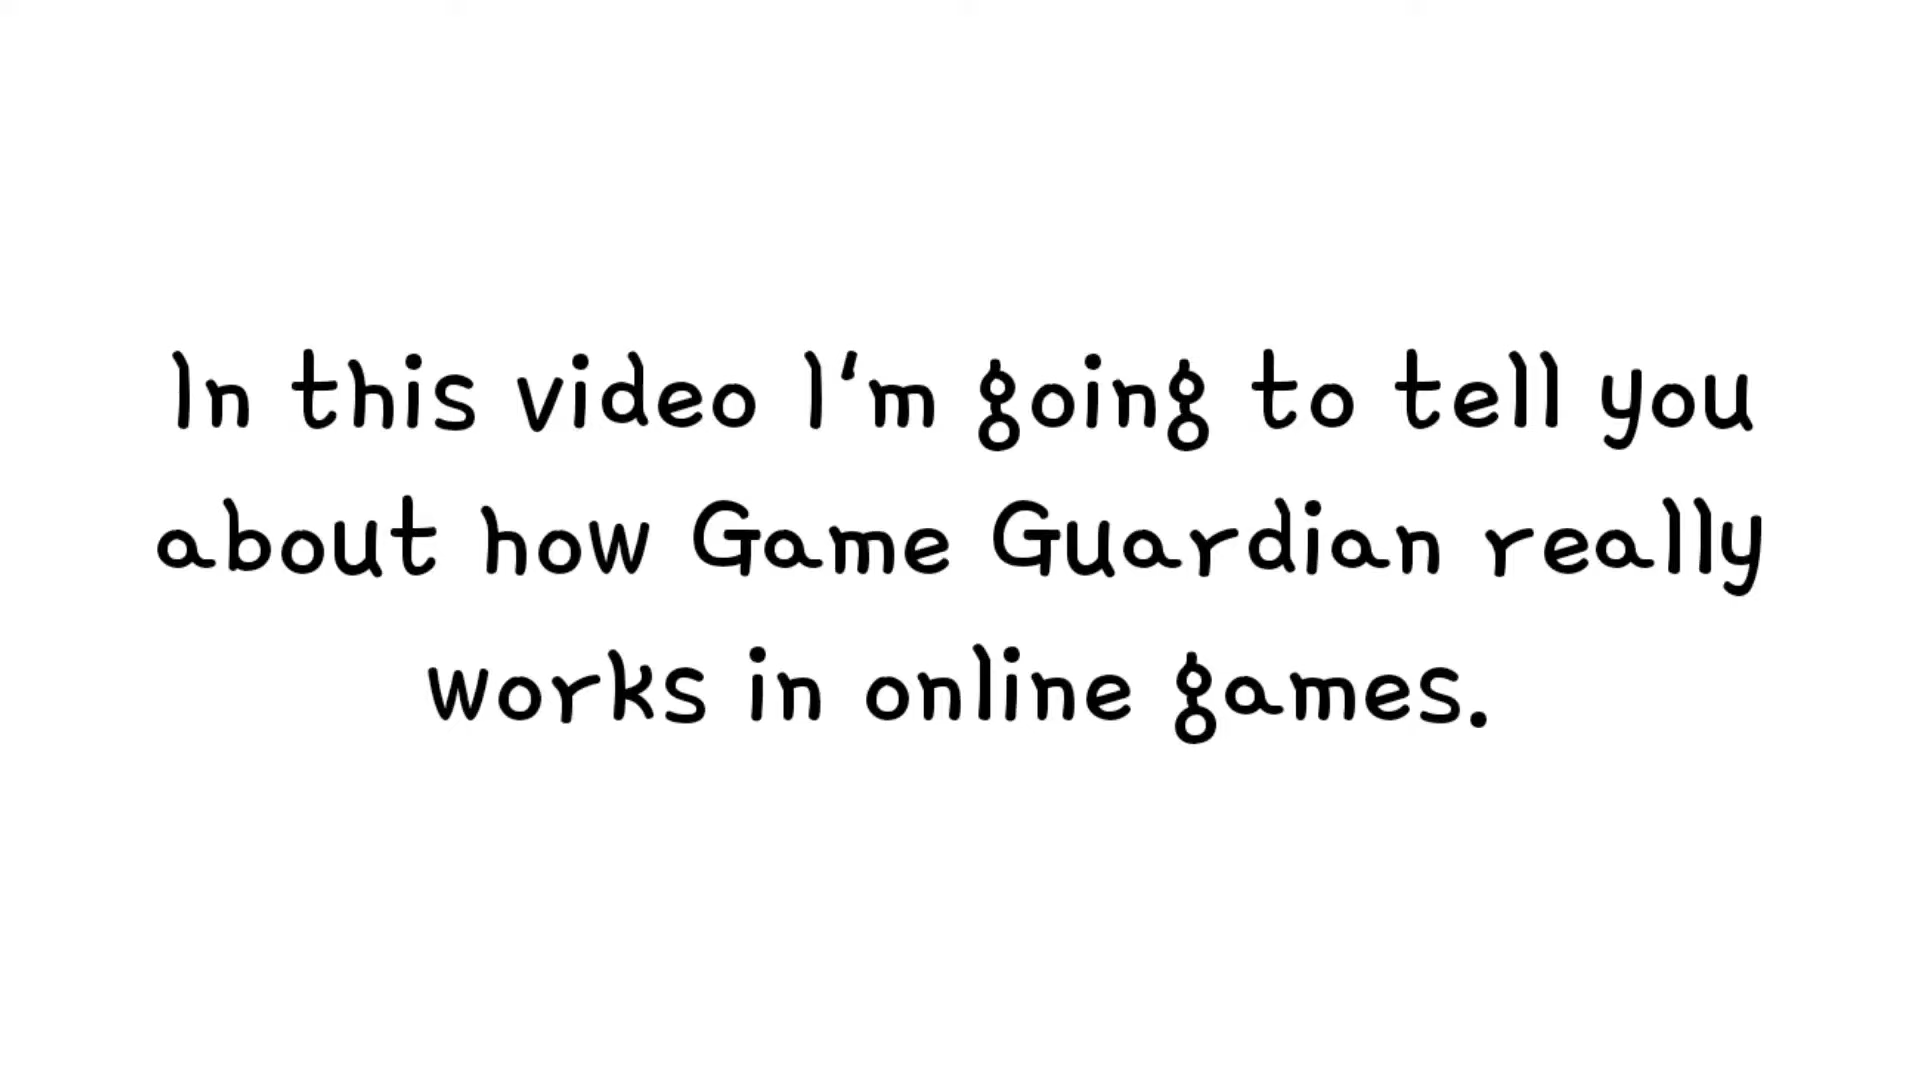 In this video I'm going to tell you
about how Game Guardian really
works in online games.